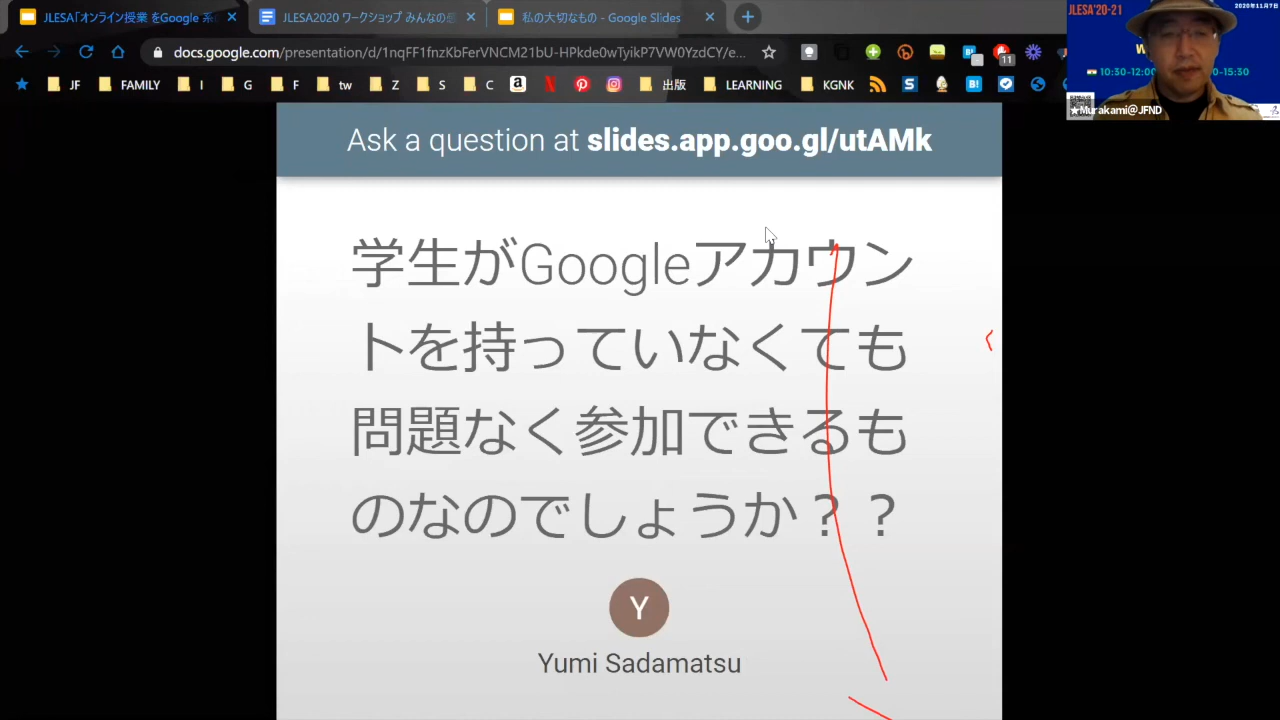 JLESA「オンライン授業 をGoogle 系の
JLESA2020 ワークショップ みんなの感
私の大切なもの - Google Slides
docs.google.com/presentation/d/1nqFF1fnzKbFerVNCM21bU-HPkde0wTyikP7VW0YzdCY/e...
11
JF
FAMILY
I
G
F
tw
Z
S
C
出版
LEARNING
KGNK
JLESA'20-21
2020年11月7日
10:30-12:00
-15:30
★Murakami@JFND
Ask a question at slides.app.goo.gl/utAMk
学生がGoogleアカウン
トを持っていなくても
問題なく参加できるも
のなのでしょうか？？
Y
Yumi Sadamatsu